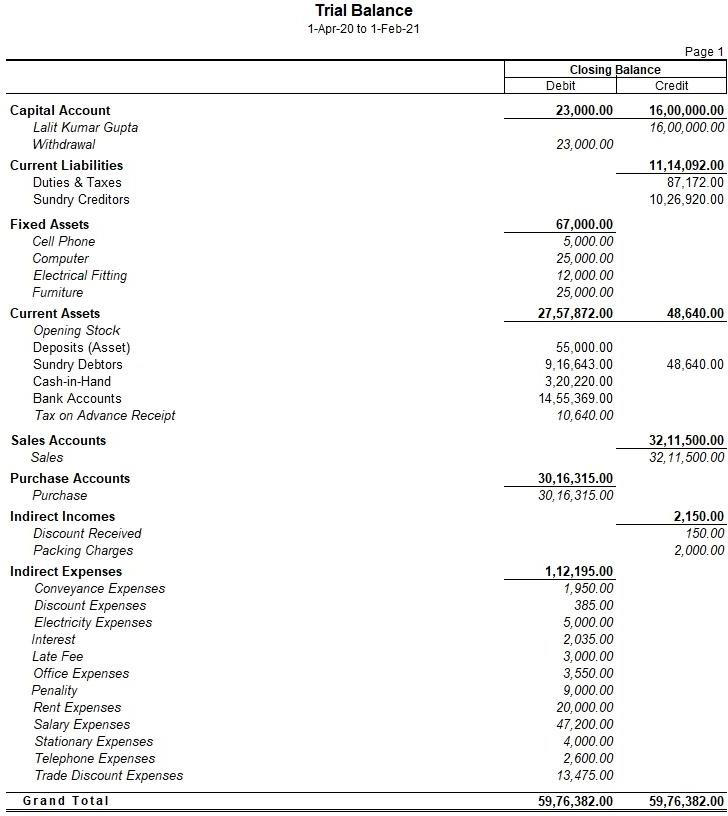 Trial Balance
1-Apr-20 to 1-Feb-21
Page 1
Closing Balance
Debit Credit
Capital Account 23,000.00 16,00,000.00
Lalit Kumar Gupta 16,00,000.00
Withdrawal 23,000.00
Current Liabilities 11,14,092.00
Duties & Taxes 87,172.00
Sundry Creditors 10,26,920.00
Fixed Assets 67,000.00
Cell Phone 5,000.00
Computer 25,000.00
Electrical Fitting 12,000.00
Furniture 25,000.00
Current Assets 27,57,872.00 48,640.00
Opening Stock
Deposits (Asset) 55,000.00
Sundry Debtors 9,16,643.00 48,640.00
Cash-in-Hand 3,20,220.00
Bank Accounts 14,55,369.00
Tax on Advance Receipt 10,640.00
Sales Accounts 32,11,500.00
Sales 32,11,500.00
Purchase Accounts 30,16,315.00
Purchase 30,16,315.00
Indirect Incomes 2,150.00
Discount Received 150.00
Packing Charges 2,000.00
Indirect Expenses 1,12,195.00
Conveyance Expenses 1,950.00
Discount Expenses 385.00
Electricity Expenses 5,000.00
Interest 2,035.00
Late Fee 3,000.00
Office Expenses 3,550.00
Penality 9,000.00
Rent Expenses 20,000.00
Salary Expenses 47,200.00
Stationary Expenses 4,000.00
Telephone Expenses 2,600.00
Trade Discount Expenses 13,475.00
Grand Total 59,76,382.00 59,76,382.00